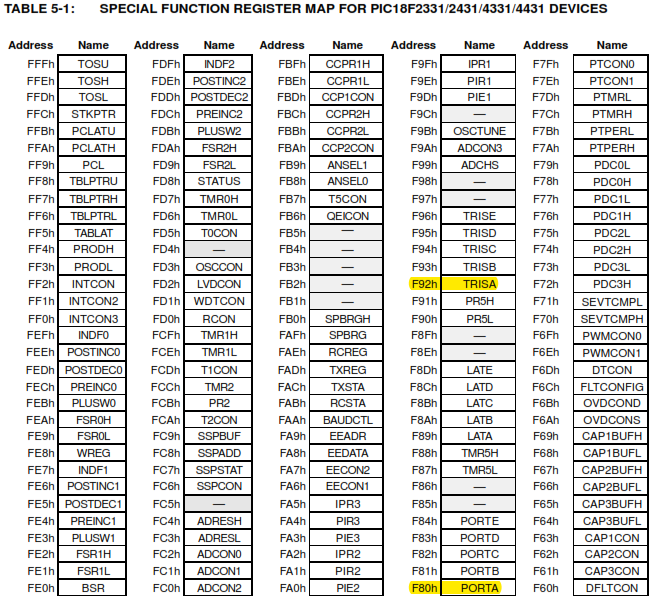 TABLE 5-1: SPECIAL FUNCTION REGISTER MAP FOR PIC18F2331/2431/4331/4431 DEVICES
Address Name Address Name Address Name Address Name Address Name
FFFh TOSU FDFh INDF2 FBFh CCPR1H F9Fh IPR1 F7Fh PTCON0
FFEh TOSH FDEh POSTINC2 FBEh CCPR1L F9Eh PIR1 F7Eh PTCON1
FFDh TOSL FDDh POSTDEC2 FBDh CCP1CON F9Dh PIE1 F7Dh PTMRL
FFCh STKPTR FDCh PREINC2 FBCh CCPR2H F9Ch — F7Ch PTMRH
FFBh PCLATU FDBh PLUSW2 FBBh CCPR2L F9Bh OSCTUNE F7Bh PTPERL
FFAh PCLATH FDAh FSR2H FBAh CCP2CON F9Ah ADCON3 F7Ah PTPERH
FF9h PCL FD9h FSR2L FB9h ANSEL1 F99h ADCHS F79h PDC0L
FF8h TBLPTRU FD8h STATUS FB8h ANSEL0 F98h — F78h PDC0H
FF7h TBLPTRH FD7h TMR0H FB7h T5CON F97h — F77h PDC1L
FF6h TBLPTRL FD6h TMR0L FB6h QEICON F96h TRISE F76h PDC1H
FF5h TABLAT FD5h T0CON FB5h — F95h TRISD F75h PDC2L
FF4h PRODH FD4h — FB4h — F94h TRISC F74h PDC2H
FF3h PRODL FD3h OSCCON FB3h — F93h TRISB F73h PDC3L
FF2h INTCON FD2h LVDCON FB2h — F92h TRISA F72h PDC3H
FF1h INTCON2 FD1h WDTCON FB1h — F91h PR5H F71h SEVTCMPL
FF0h INTCON3 FD0h RCON FB0h SPBRGH F90h PR5L F70h SEVTCMPH
FEFh INDF0 FCFh TMR1H FAFh SPBRG F8Fh — F6Fh PWMCON0
FEEh POSTINC0 FCEh TMR1L FAEh RCREG F8Eh — F6Eh PWMCON1
FEDh POSTDEC0 FCDh T1CON FADh TXREG F8Dh LATE F6Dh DTCON
FECh PREINC0 FCCh TMR2 FACh TXSTA F8Ch LATD F6Ch FLTCONFIG
FEBh PLUSW0 FCBh PR2 FABh RCSTA F8Bh LATC F6Bh OVDCOND
FEAh FSR0H FCAh T2CON FAAh BAUDCTL F8Ah LATB F6Ah OVDCONS
FE9h FSR0L FC9h SSPBUF FA9h EEADR F89h LATA F69h CAP1BUFH
FE8h WREG FC8h SSPADD FA8h EEDATA F88h TMR5H F68h CAP1BUFL
FE7h INDF1 FC7h SSPSTAT FA7h EECON2 F87h TMR5L F67h CAP2BUFH
FE6h POSTINC1 FC6h SSPCON FA6h EECON1 F86h — F66h CAP2BUFL
FE5h POSTDEC1 FC5h — FA5h IPR3 F85h — F65h CAP3BUFH
FE4h PREINC1 FC4h ADRESH FA4h PIR3 F84h PORTE F64h CAP3BUFL
FE3h PLUSW1 FC3h ADRESL FA3h PIE3 F83h PORTD F63h CAP1CON
FE2h FSR1H FC2h ADCON0 FA2h IPR2 F82h PORTC F62h CAP2CON
FE1h FSR1L FC1h ADCON1 FA1h PIR2 F81h PORTB F61h CAP3CON
FE0h BSR FC0h ADCON2 FA0h PIE2 F80h PORTA F60h DFLTCON